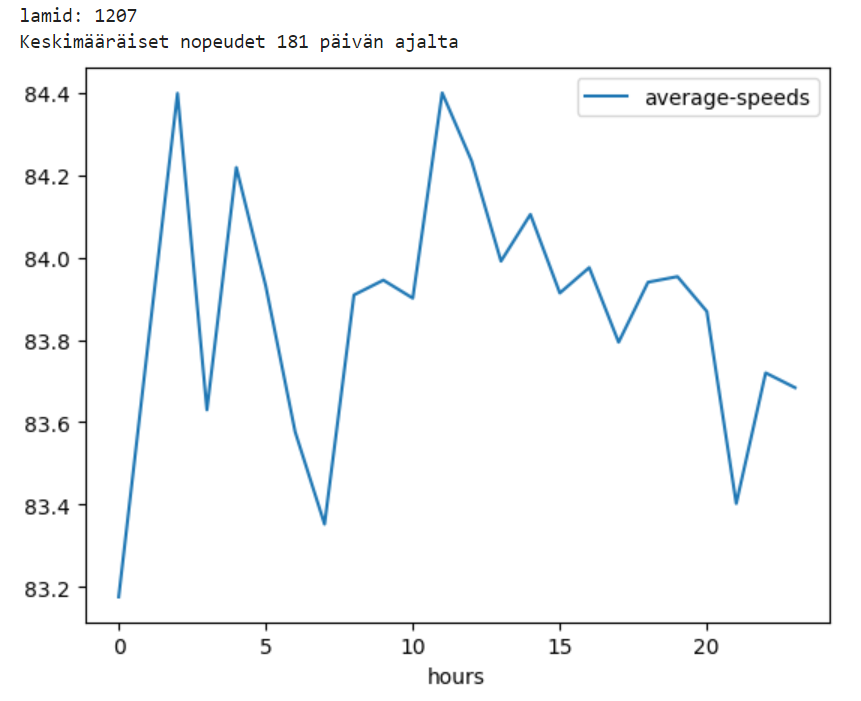 lamid: 1207
Keskimääräiset nopeudet 181 päivän ajalta
average-speeds
84.4
84.2
84.0
83.8
83.6
83.4
83.2
0 5 10 15 20
hours